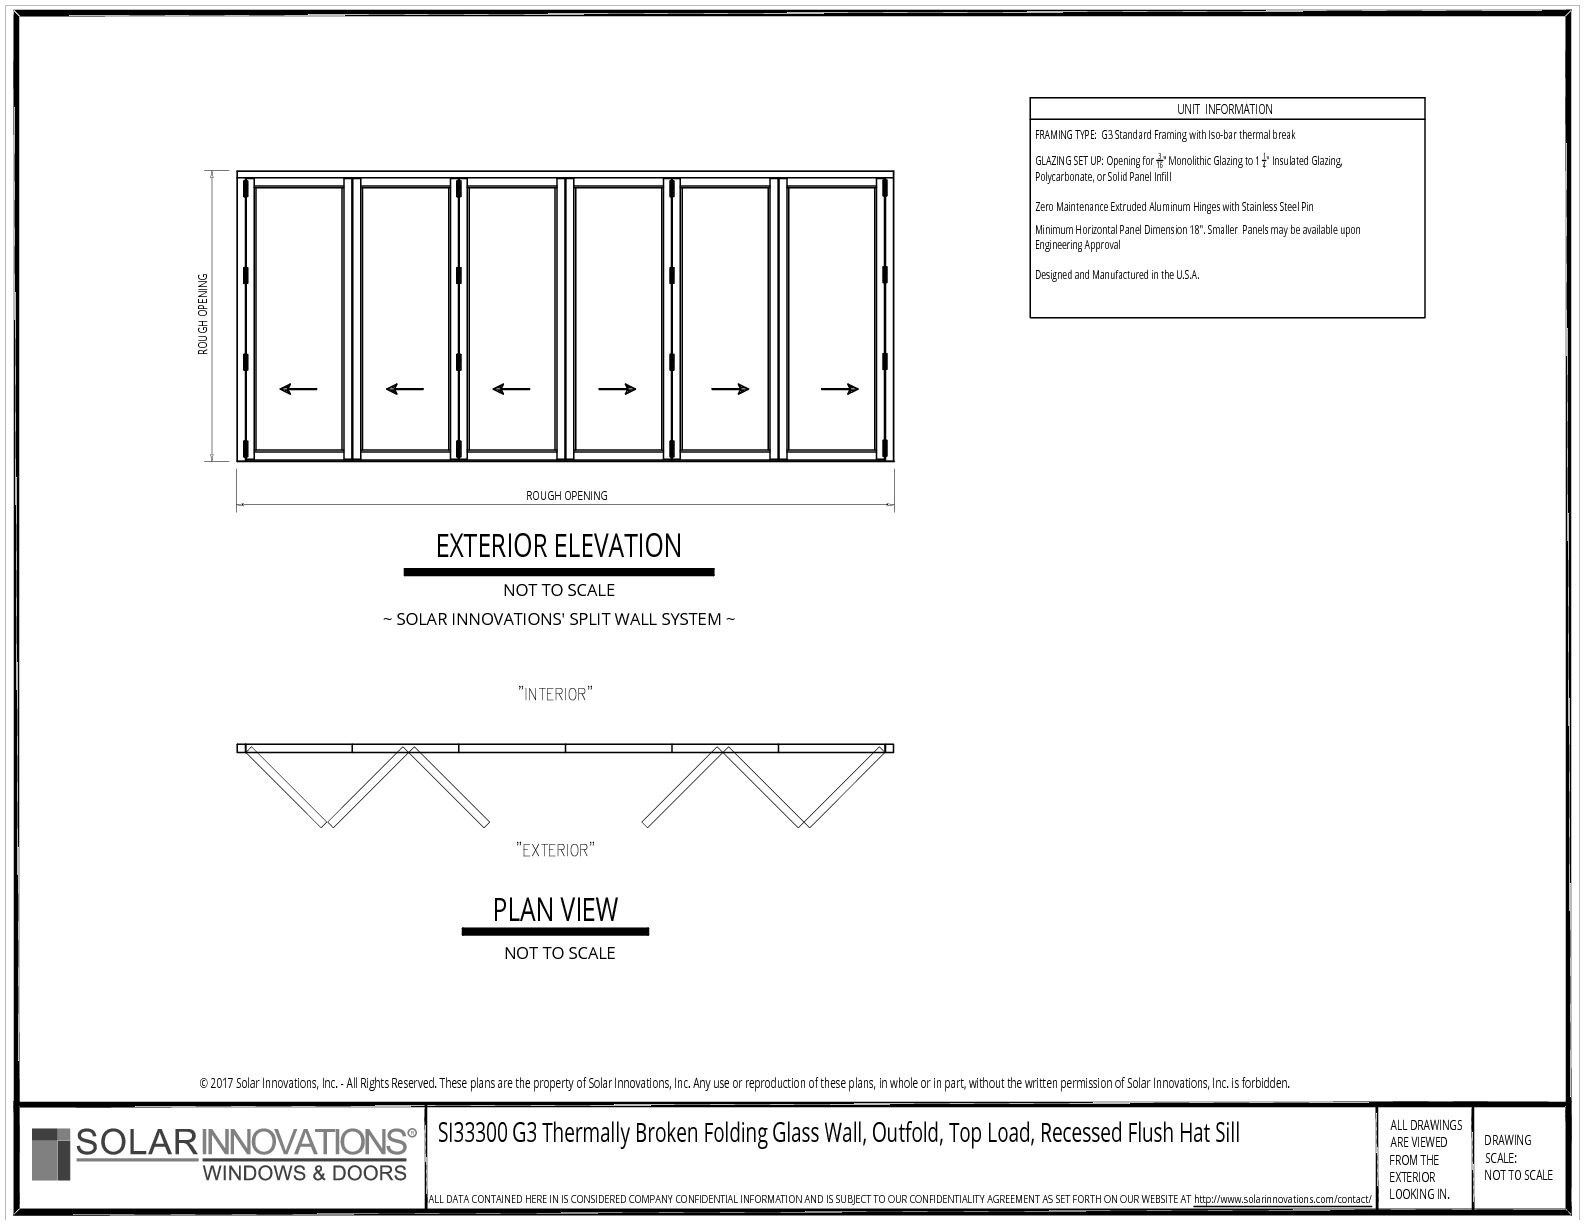 UNIT INFORMATION
FRAMING TYPE: G3 Standard Framing with Iso-bar thermal break
GLAZING SET UP: Opening for 3/16" Monolithic Glazing to 1 1/4" Insulated Glazing,
Polycarbonate, or Solid Panel Infill
Zero Maintenance Extruded Aluminum Hinges with Stainless Steel Pin
Minimum Horizontal Panel Dimension 18". Smaller Panels may be available upon
Engineering Approval
Designed and Manufactured in the U.S.A.
ROUGH OPENING
ROUGH OPENING
EXTERIOR ELEVATION
NOT TO SCALE
~ SOLAR INNOVATIONS' SPLIT WALL SYSTEM ~
"INTERIOR"
"EXTERIOR"
PLAN VIEW
NOT TO SCALE
© 2017 Solar Innovations, Inc. - All Rights Reserved. These plans are the property of Solar Innovations, Inc. Any use or reproduction of these plans, in whole or in part, without the written permission of Solar Innovations, Inc. is forbidden.
SOLAR INNOVATIONS®
WINDOWS & DOORS
SI33300 G3 Thermally Broken Folding Glass Wall, Outfold, Top Load, Recessed Flush Hat Sill
ALL DATA CONTAINED HERE IN IS CONSIDERED COMPANY CONFIDENTIAL INFORMATION AND IS SUBJECT TO OUR CONFIDENTIALITY AGREEMENT AS SET FORTH ON OUR WEBSITE AT http://www.solarinnovations.com/contact/
ALL DRAWINGS
ARE VIEWED
FROM THE
EXTERIOR
LOOKING IN.
DRAWING
SCALE:
NOT TO SCALE